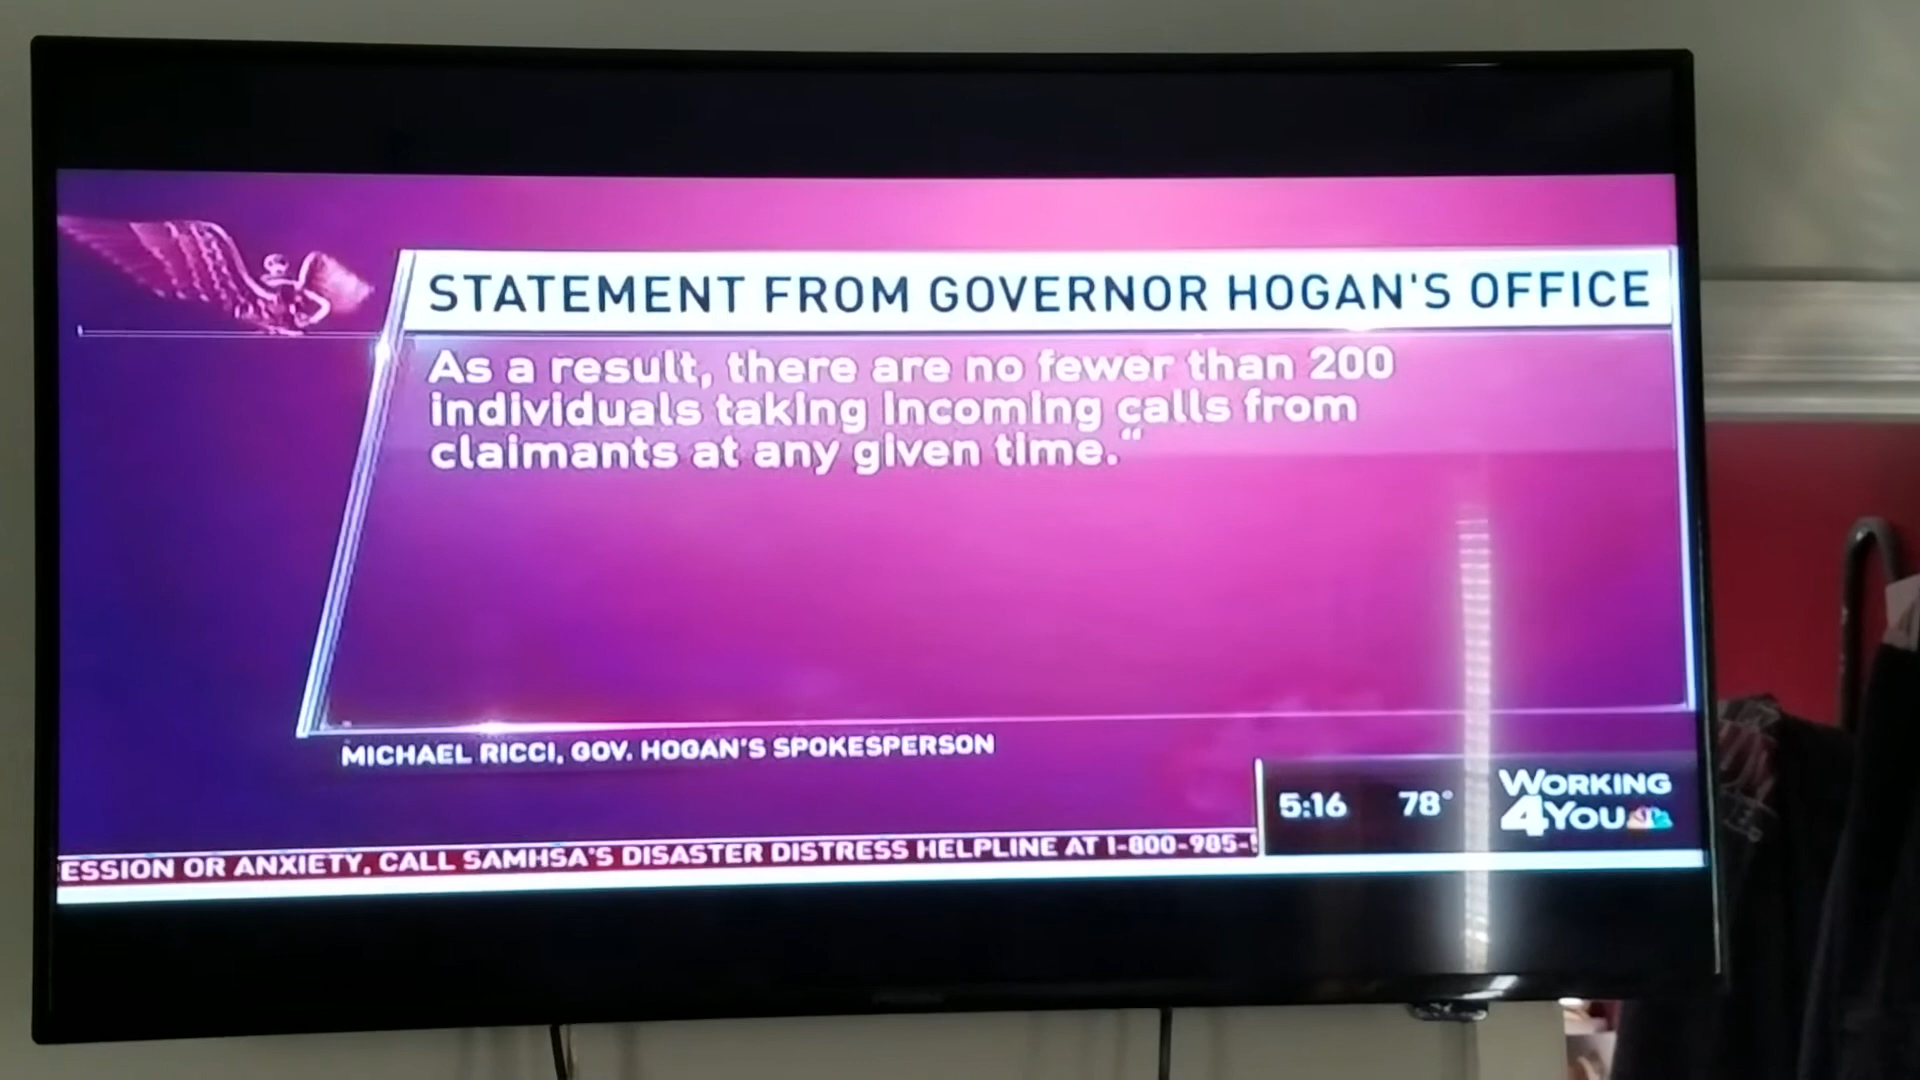 STATEMENT FROM GOVERNOR HOGAN'S OFFICE
As a result, there are no fewer than 200
individuals taking incoming calls from
claimants at any given time.“
MICHAEL RICCI, GOV. HOGAN'S SPOKESPERSON
5:16 78°
WORKING
4YOU
ESSION OR ANXIETY, CALL SAMHSA'S DISASTER DISTRESS HELPLINE AT 1-800-985-